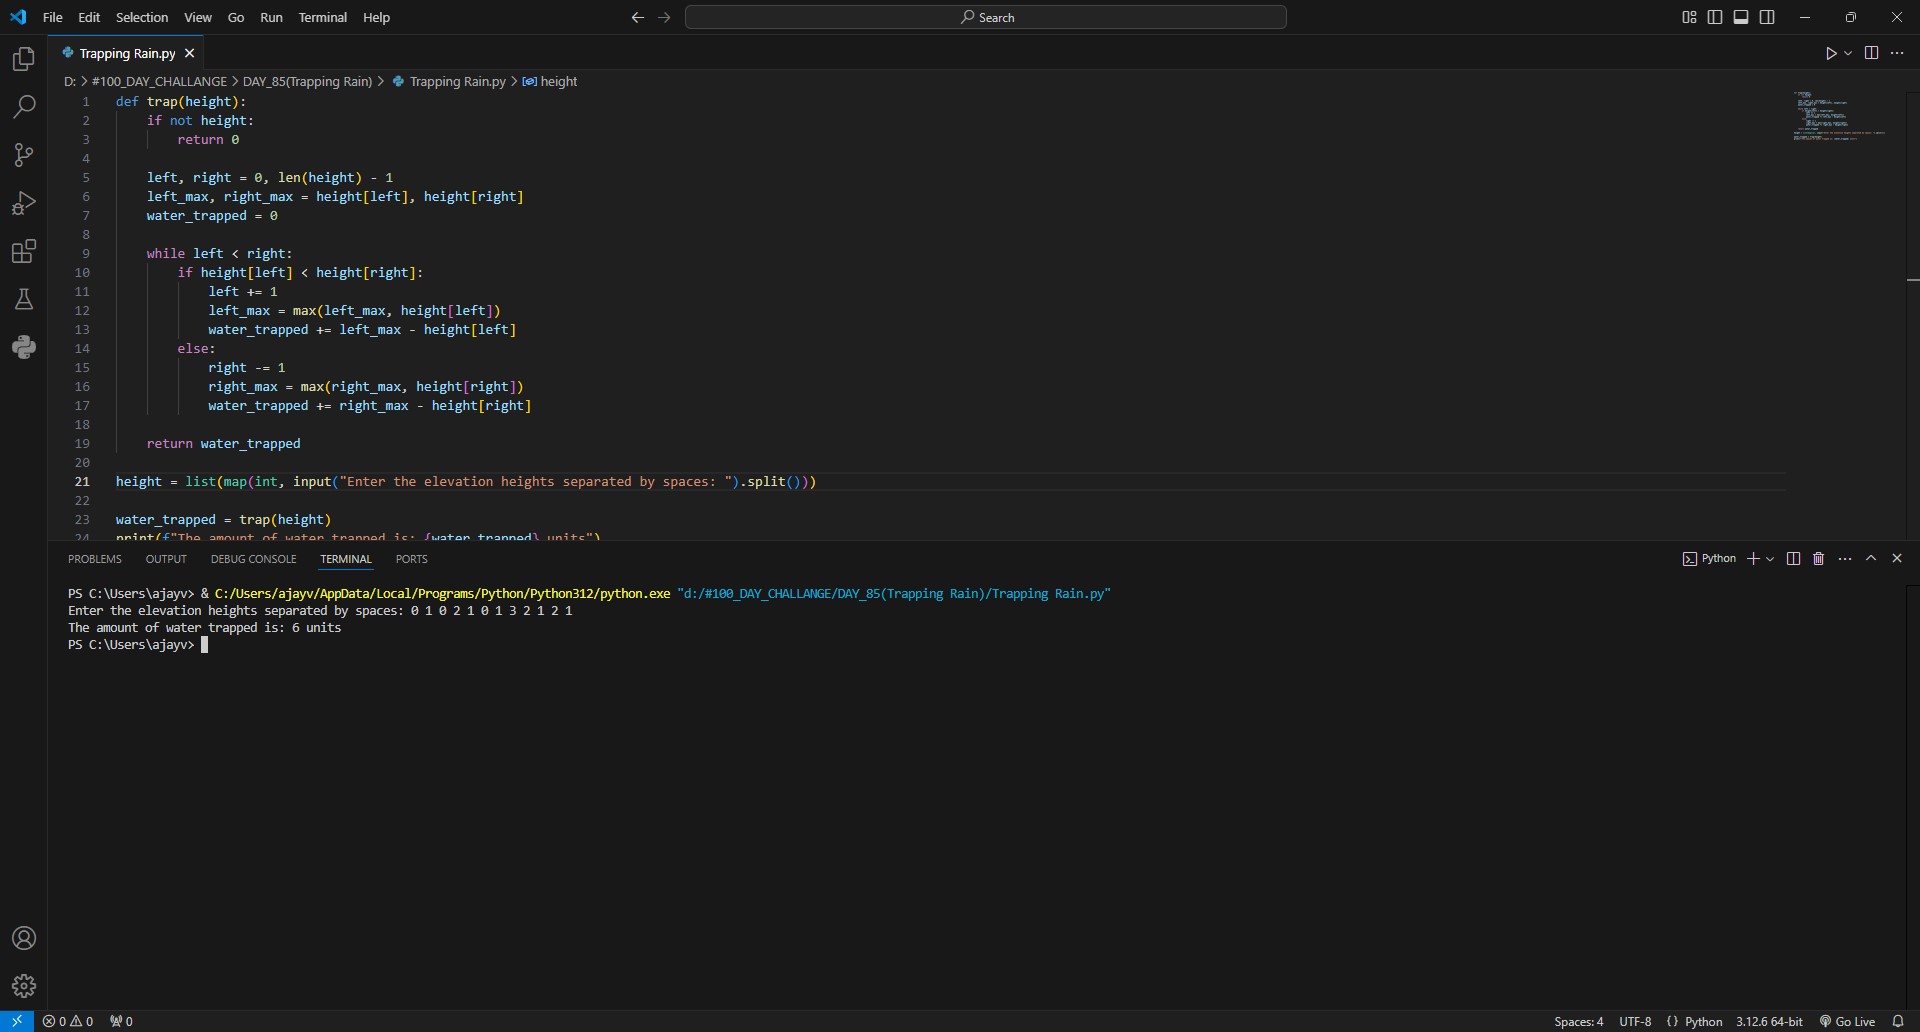 File Edit Selection View Go Run Terminal Help
Search
Trapping Rain.py
D: > #100_DAY_CHALLANGE > DAY_85(Trapping Rain) > Trapping Rain.py > height
1 def trap(height):
2     if not height:
3         return 0
4
5     left, right = 0, len(height) - 1
6     left_max, right_max = height[left], height[right]
7     water_trapped = 0
8
9     while left < right:
10         if height[left] < height[right]:
11             left += 1
12             left_max = max(left_max, height[left])
13             water_trapped += left_max - height[left]
14         else:
15             right -= 1
16             right_max = max(right_max, height[right])
17             water_trapped += right_max - height[right]
18
19     return water_trapped
20
21 height = list(map(int, input("Enter the elevation heights separated by spaces: ").split()))
22
23 water_trapped = trap(height)
24 print(f"The amount of water trapped is: {water_trapped} units")
PROBLEMS OUTPUT DEBUG CONSOLE TERMINAL PORTS
Python
PS C:\Users\ajayv> & C:/Users/ajayv/AppData/Local/Programs/Python/Python312/python.exe "d:/#100_DAY_CHALLANGE/DAY_85(Trapping Rain)/Trapping Rain.py"
Enter the elevation heights separated by spaces: 0 1 0 2 1 0 1 3 2 1 2 1
The amount of water trapped is: 6 units
PS C:\Users\ajayv>
0 0 0
Spaces: 4 UTF-8 {} Python 3.12.6 64-bit Go Live